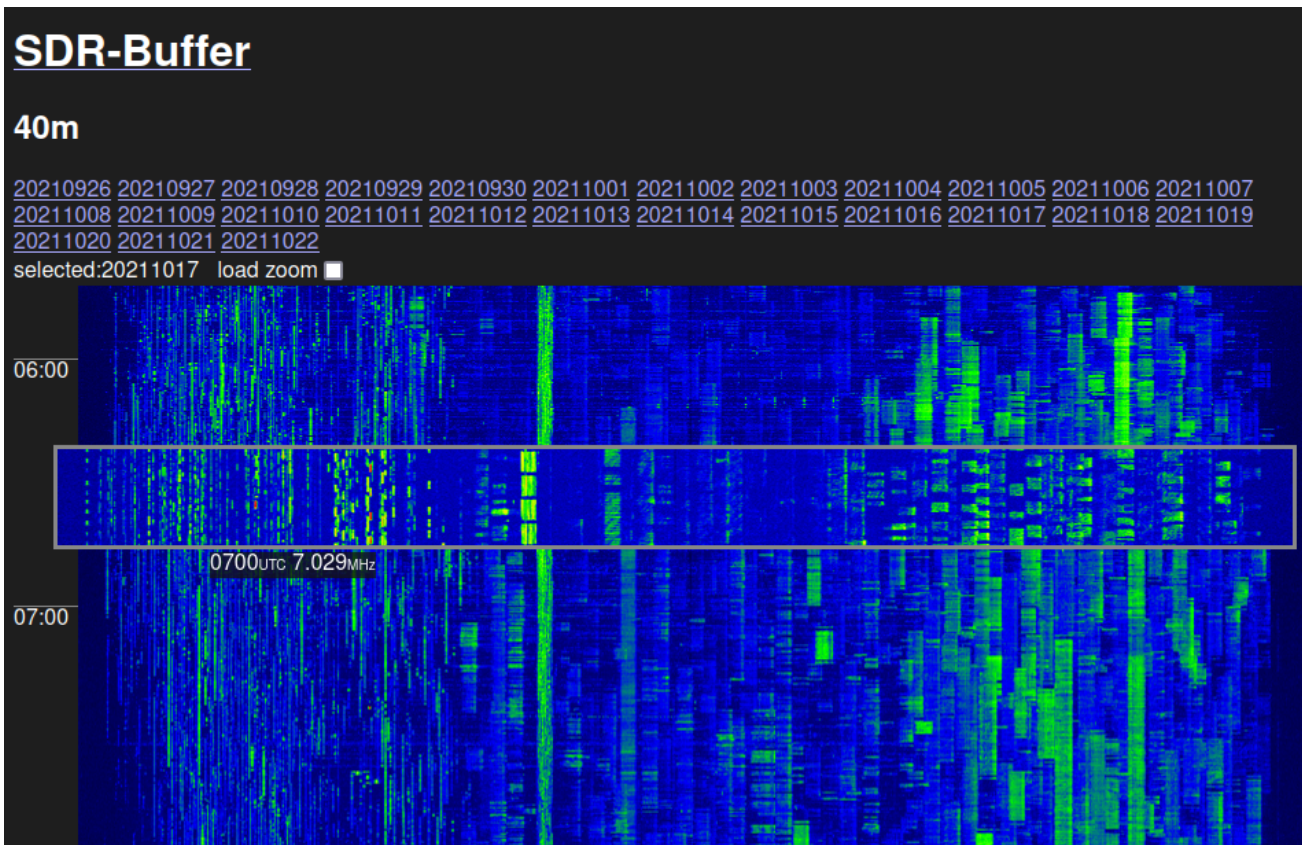 SDR-Buffer
40m
20210926 20210927 20210928 20210929 20210930 20211001 20211002 20211003 20211004 20211005 20211006 20211007
20211008 20211009 20211010 20211011 20211012 20211013 20211014 20211015 20211016 20211017 20211018 20211019
20211020 20211021 20211022
selected:20211017 load zoom
06:00
0700UTC 7.029MHz
07:00